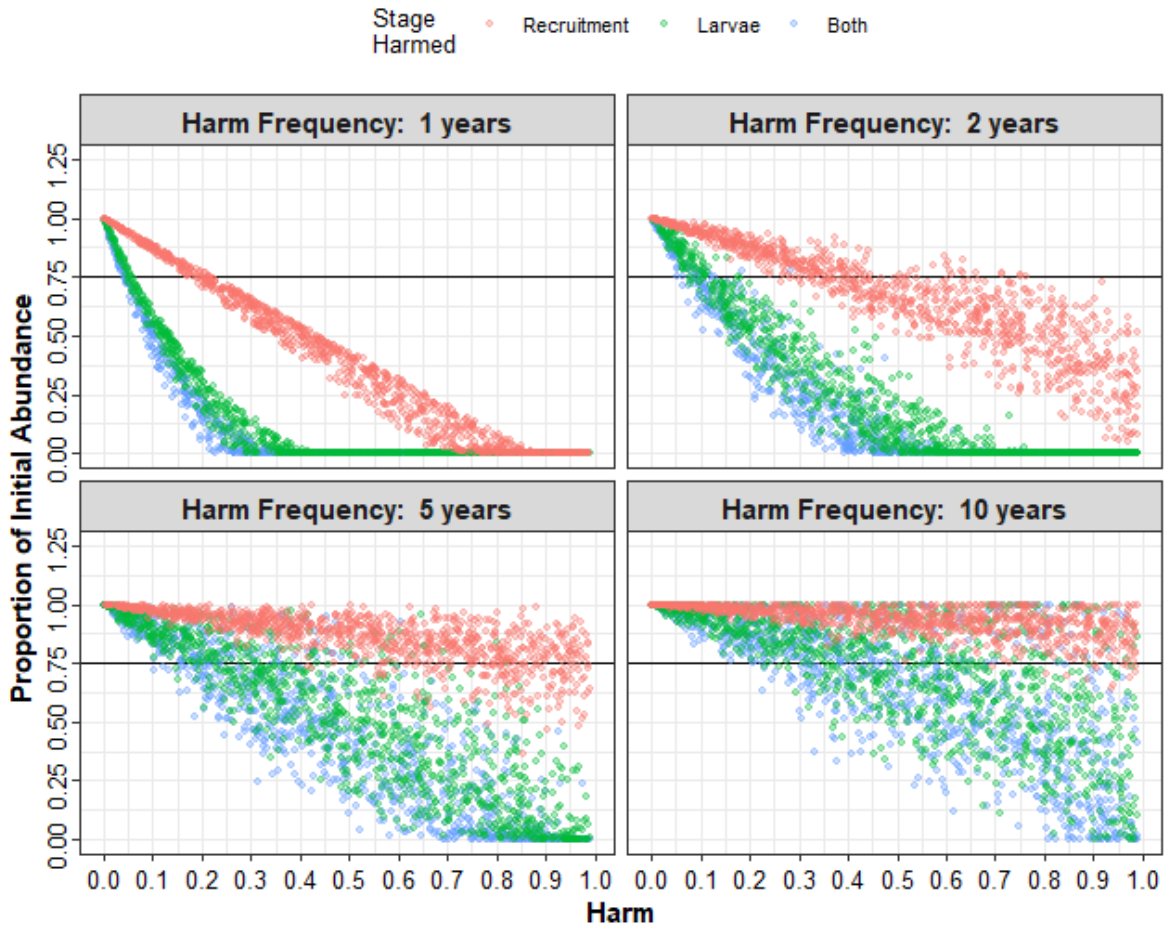 Stage
Harmed
Recruitment
Larvae
Both
Harm Frequency: 1 years
Harm Frequency: 2 years
1.25
1.00
0.75
0.50
0.25
0.00
Harm Frequency: 5 years
Harm Frequency: 10 years
1.25
1.00
0.75
0.50
0.25
0.00
Proportion of Initial Abundance
0.0 0.1 0.2 0.3 0.4 0.5 0.6 0.7 0.8 0.9 1.0
0.0 0.1 0.2 0.3 0.4 0.5 0.6 0.7 0.8 0.9 1.0
Harm